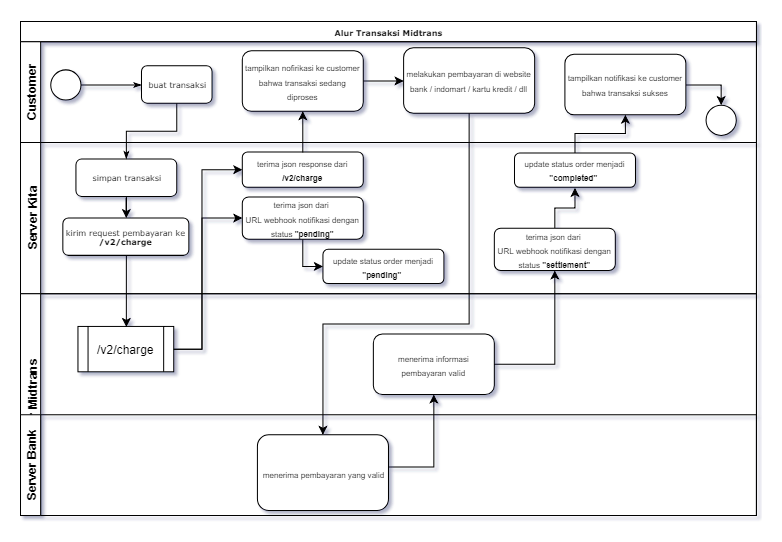 Alur Transaksi Midtrans
Customer
buat transaksi
tampilkan nofirikasi ke customer
bahwa transaksi sedang
diproses
melakukan pembayaran di website
bank / indomart / kartu kredit / dll
tampilkan notifikasi ke customer
bahwa transaksi sukses
Server Kita
simpan transaksi
kirim request pembayaran ke
/v2/charge
terima json response dari
/v2/charge
terima json dari
URL webhook notifikasi dengan
status "pending"
update status order menjadi
"pending"
update status order menjadi
"completed"
terima json dari
URL webhook notifikasi dengan
status "settlement"
Midtrans
/v2/charge
menerima informasi
pembayaran valid
Server Bank
menerima pembayaran yang valid